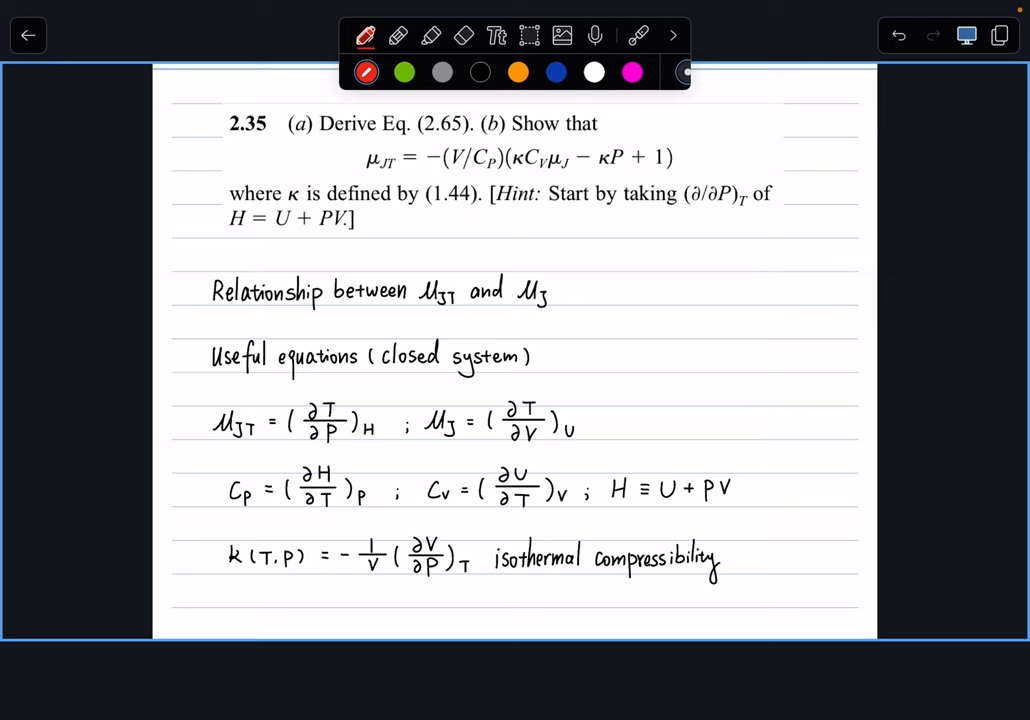 Tt
2.35 (a) Derive Eq. (2.65). (b) Show that
μ_JT = −(V/C_P)(κC_Vμ_J − κP + 1)
where κ is defined by (1.44). [Hint: Start by taking (∂/∂P)_T of
H = U + PV.]
Relationship between μ_JT and μ_J
Useful equations (closed system)
μ_JT = (∂T/∂P)_H ; μ_J = (∂T/∂V)_U
C_P = (∂H/∂T)_P ; C_V = (∂U/∂T)_V ; H ≡ U + PV
k(T,P) = − 1/V (∂V/∂P)_T isothermal compressibility